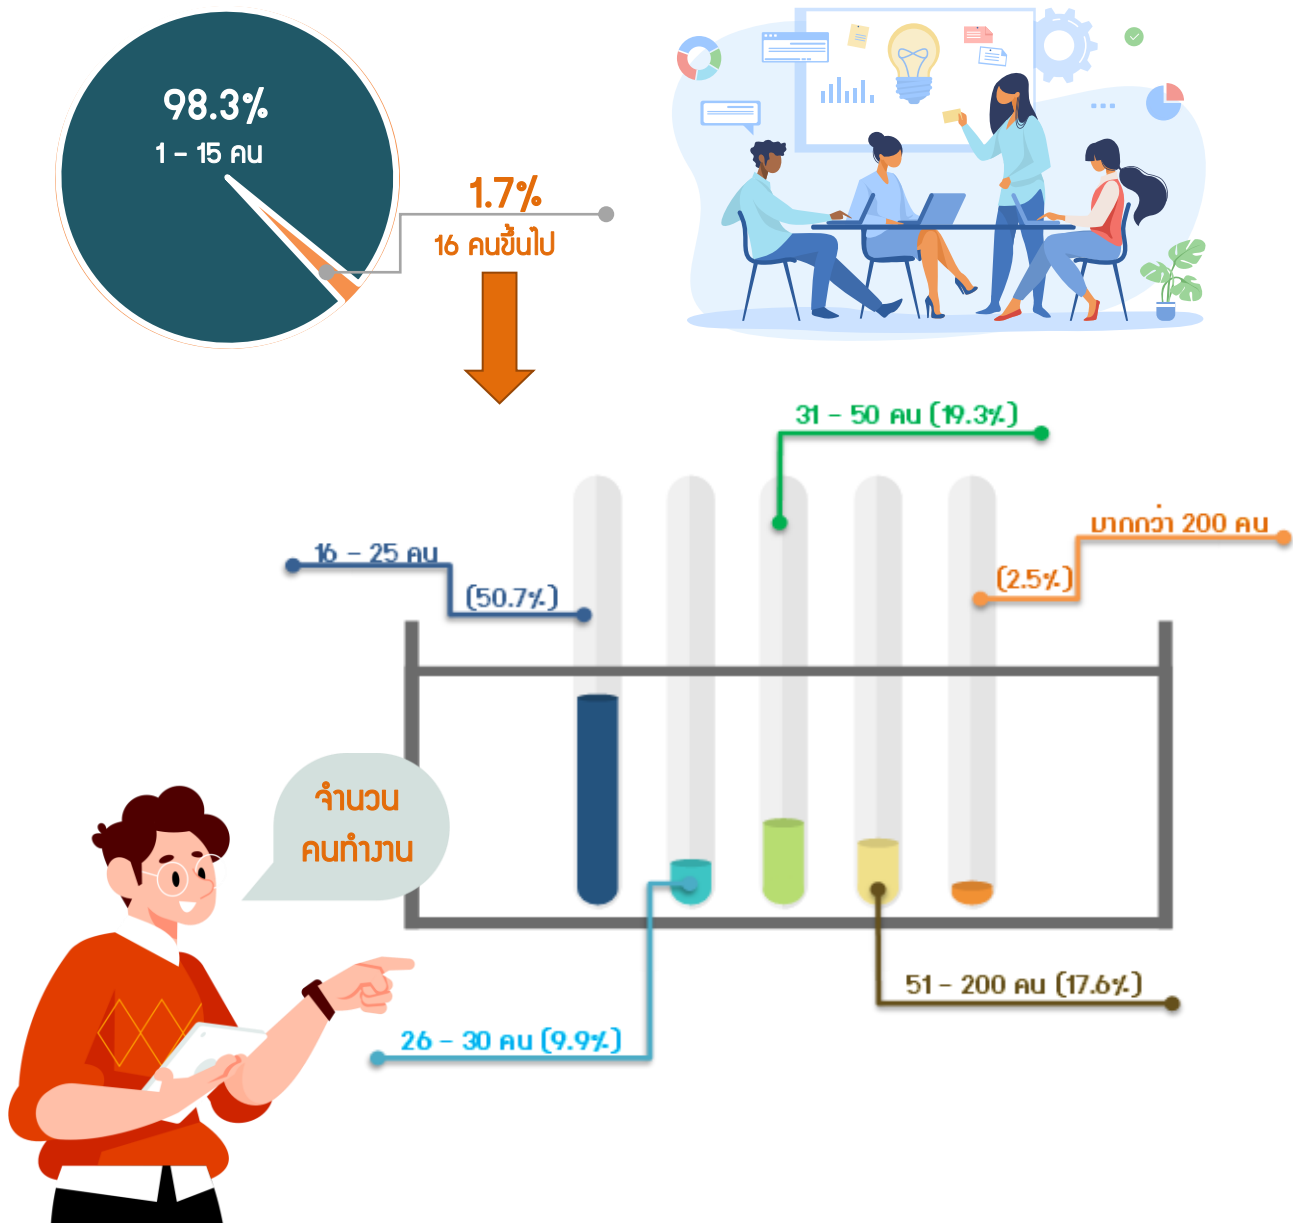 98.3%
1 - 15 คน
1.7%
16 คนขึ้นไป
31 - 50 คน (19.3%)
มากกว่า 200 คน
(2.5%)
16 - 25 คน
(50.7%)
จำนวน
คนทำงาน
51 - 200 คน (17.6%)
26 - 30 คน (9.9%)